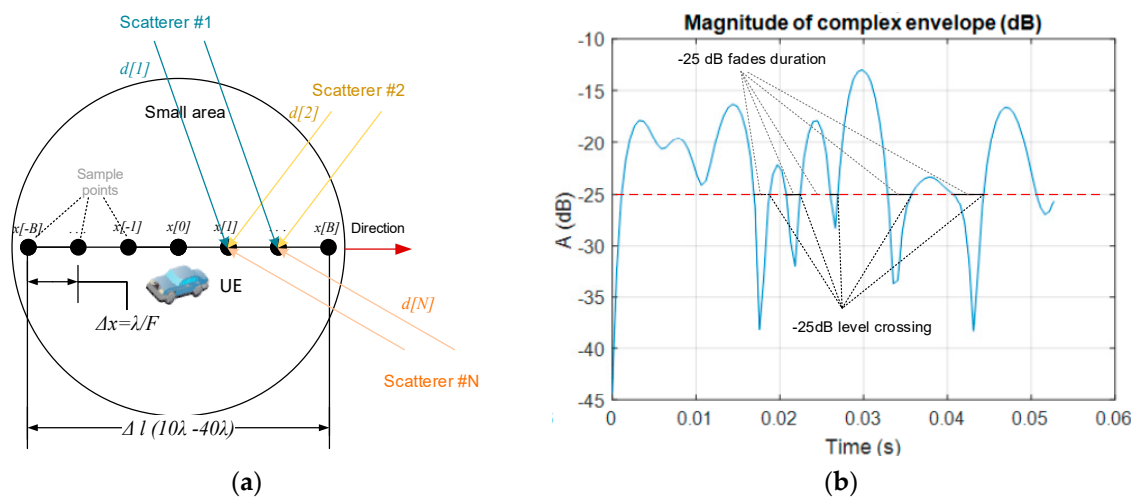 Scatterer #1
d[1]
Scatterer #2
Small area
d[2]
Sample
points
x[-B]
...
x[-1]
x[0]
x[1]
..
x[B]
Direction
UE
Δx=λ/F
d[N]
Scatterer #N
Δ l (10λ -40λ)
(a)
Magnitude of complex envelope (dB)
-10
-15
-20
-25
-30
-35
-40
-45
A (dB)
-25 dB fades duration
-25dB level crossing
0
0.01
0.02
0.03
0.04
0.05
0.06
Time (s)
(b)